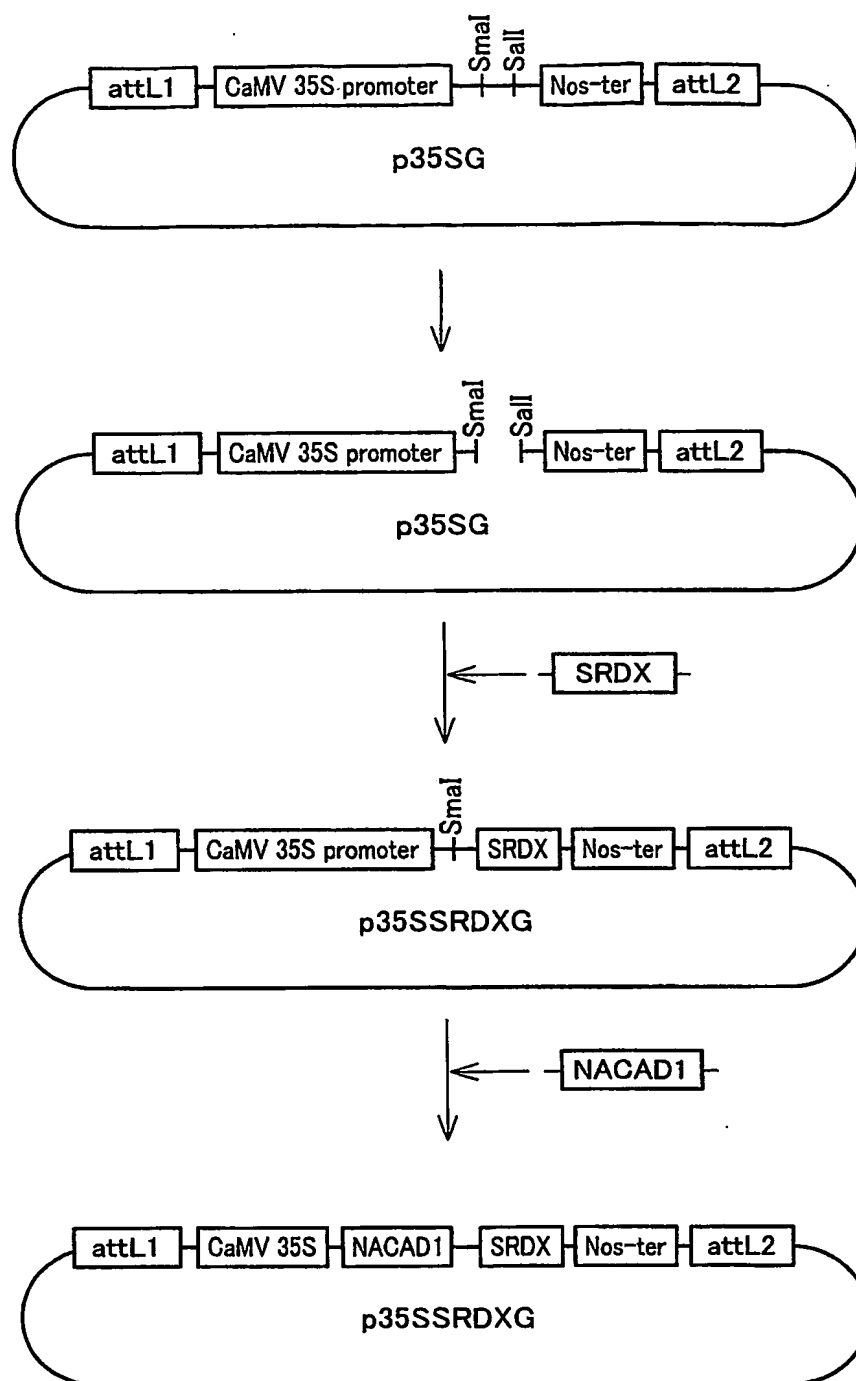 SmaI
SalI
attL1 CaMV 35S promoter Nos-ter attL2
p35SG
SmaI
SalI
attL1 CaMV 35S promoter Nos-ter attL2
p35SG
SRDX
SmaI
attL1 CaMV 35S promoter SRDX Nos-ter attL2
p35SSRDXG
NACAD1
attL1 CaMV 35S NACAD1 SRDX Nos-ter attL2
p35SSRDXG